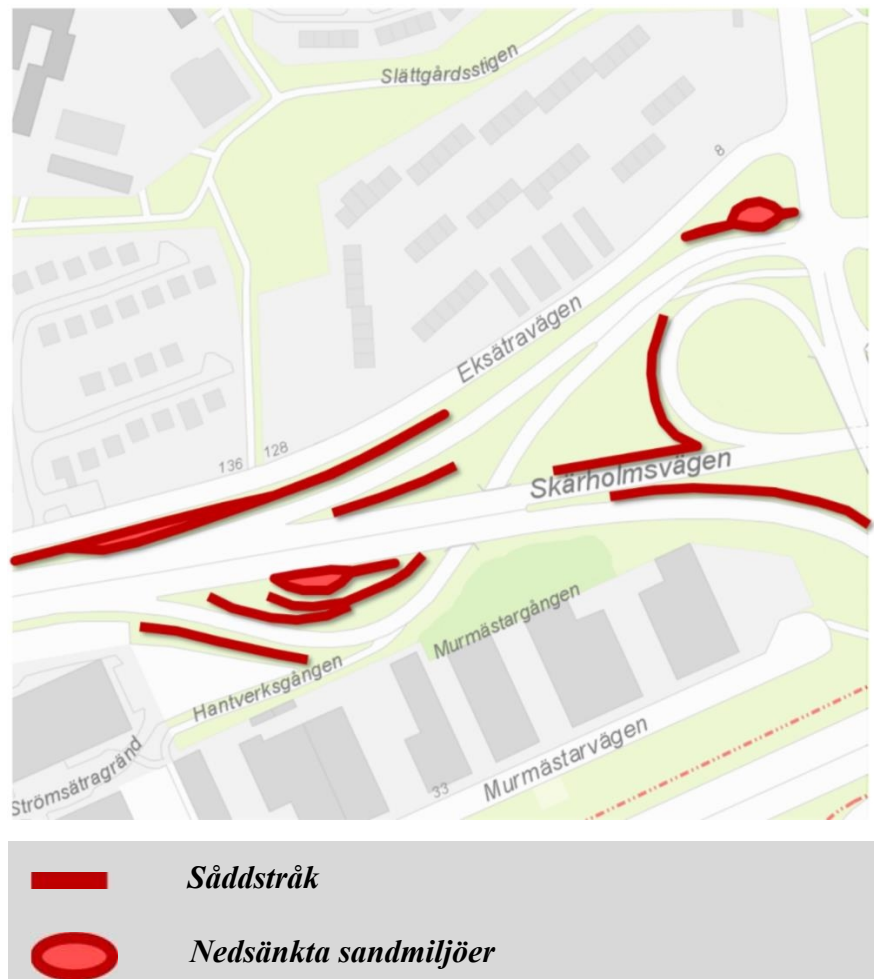 Slättgårdsstigen
8
Eksätravägen
136 128
Skärholmsvägen
Murmästargången
Hantverksgången
Strömsätragränd
33
Murmästarvägen
Såddstråk
Nedsänkta sandmiljöer